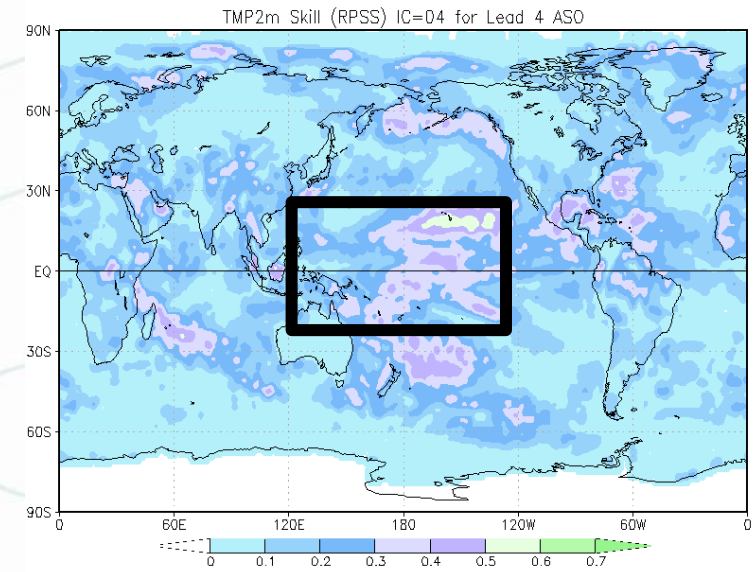 TMP2m Skill (RPSS) IC=04 for Lead 4 ASO
90N
60N
30N
EQ
30S
60S
90S
0 60E 120E 180 120W 60W 0
0 0.1 0.2 0.3 0.4 0.5 0.6 0.7